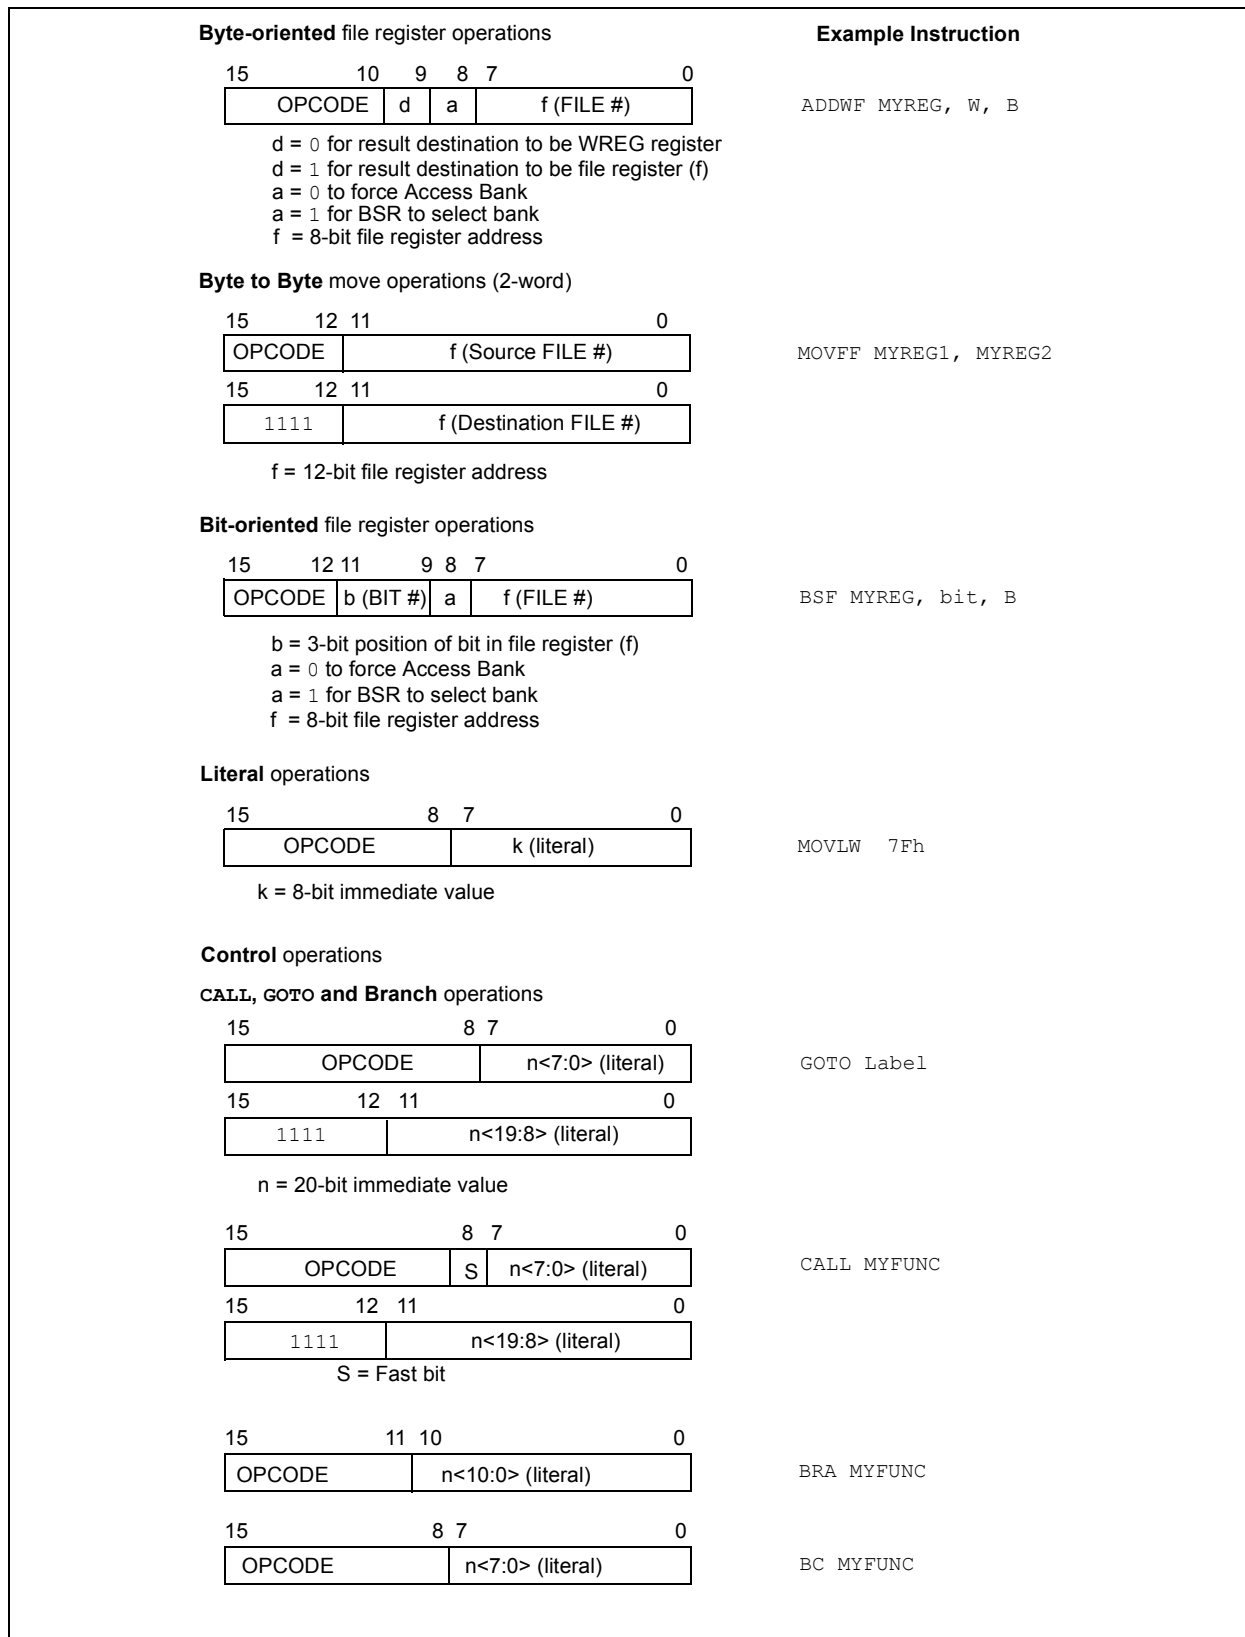 Byte-oriented file register operations Example Instruction
15 10 9 8 7 0
OPCODE d a f (FILE #) ADDWF MYREG, W, B
d = 0 for result destination to be WREG register
d = 1 for result destination to be file register (f)
a = 0 to force Access Bank
a = 1 for BSR to select bank
f = 8-bit file register address
Byte to Byte move operations (2-word)
15 12 11 0
OPCODE f (Source FILE #) MOVFF MYREG1, MYREG2
15 12 11 0
1111 f (Destination FILE #)
f = 12-bit file register address
Bit-oriented file register operations
15 12 11 9 8 7 0
OPCODE b (BIT #) a f (FILE #) BSF MYREG, bit, B
b = 3-bit position of bit in file register (f)
a = 0 to force Access Bank
a = 1 for BSR to select bank
f = 8-bit file register address
Literal operations
15 8 7 0
OPCODE k (literal) MOVLW 7Fh
k = 8-bit immediate value
Control operations
CALL, GOTO and Branch operations
15 8 7 0
OPCODE n<7:0> (literal) GOTO Label
15 12 11 0
1111 n<19:8> (literal)
n = 20-bit immediate value
15 8 7 0
OPCODE S n<7:0> (literal) CALL MYFUNC
15 12 11 0
1111 n<19:8> (literal)
S = Fast bit
15 11 10 0
OPCODE n<10:0> (literal) BRA MYFUNC
15 8 7 0
OPCODE n<7:0> (literal) BC MYFUNC